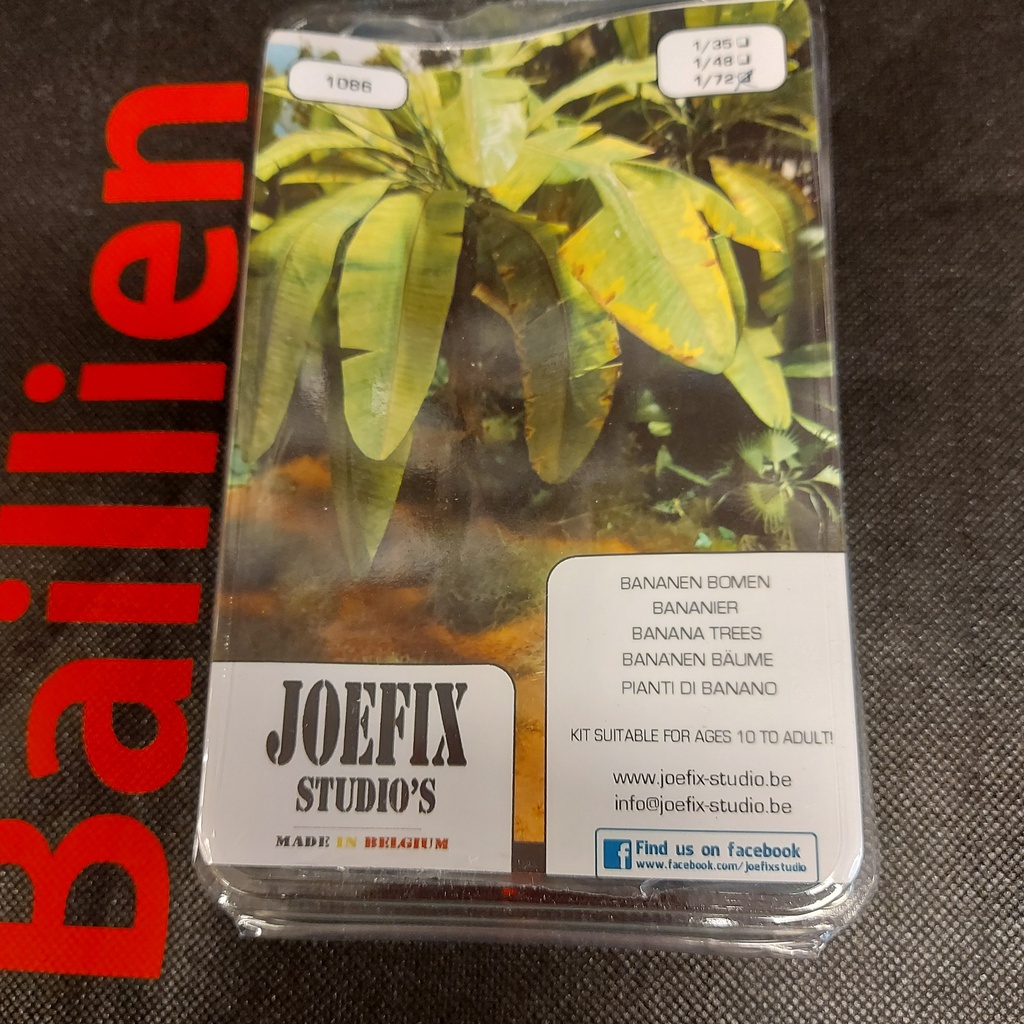 Baillien
1086
1/35
1/48
1/72
BANANEN BOMEN
BANANIER
BANANA TREES
BANANEN BÄUME
PIANTI DI BANANO
KIT SUITABLE FOR AGES 10 TO ADULT!
www.joefix-studio.be
info@joefix-studio.be
Find us on facebook
www.facebook.com/joefixstudio
JOEFIX
STUDIO'S
MADE IN BELGIUM